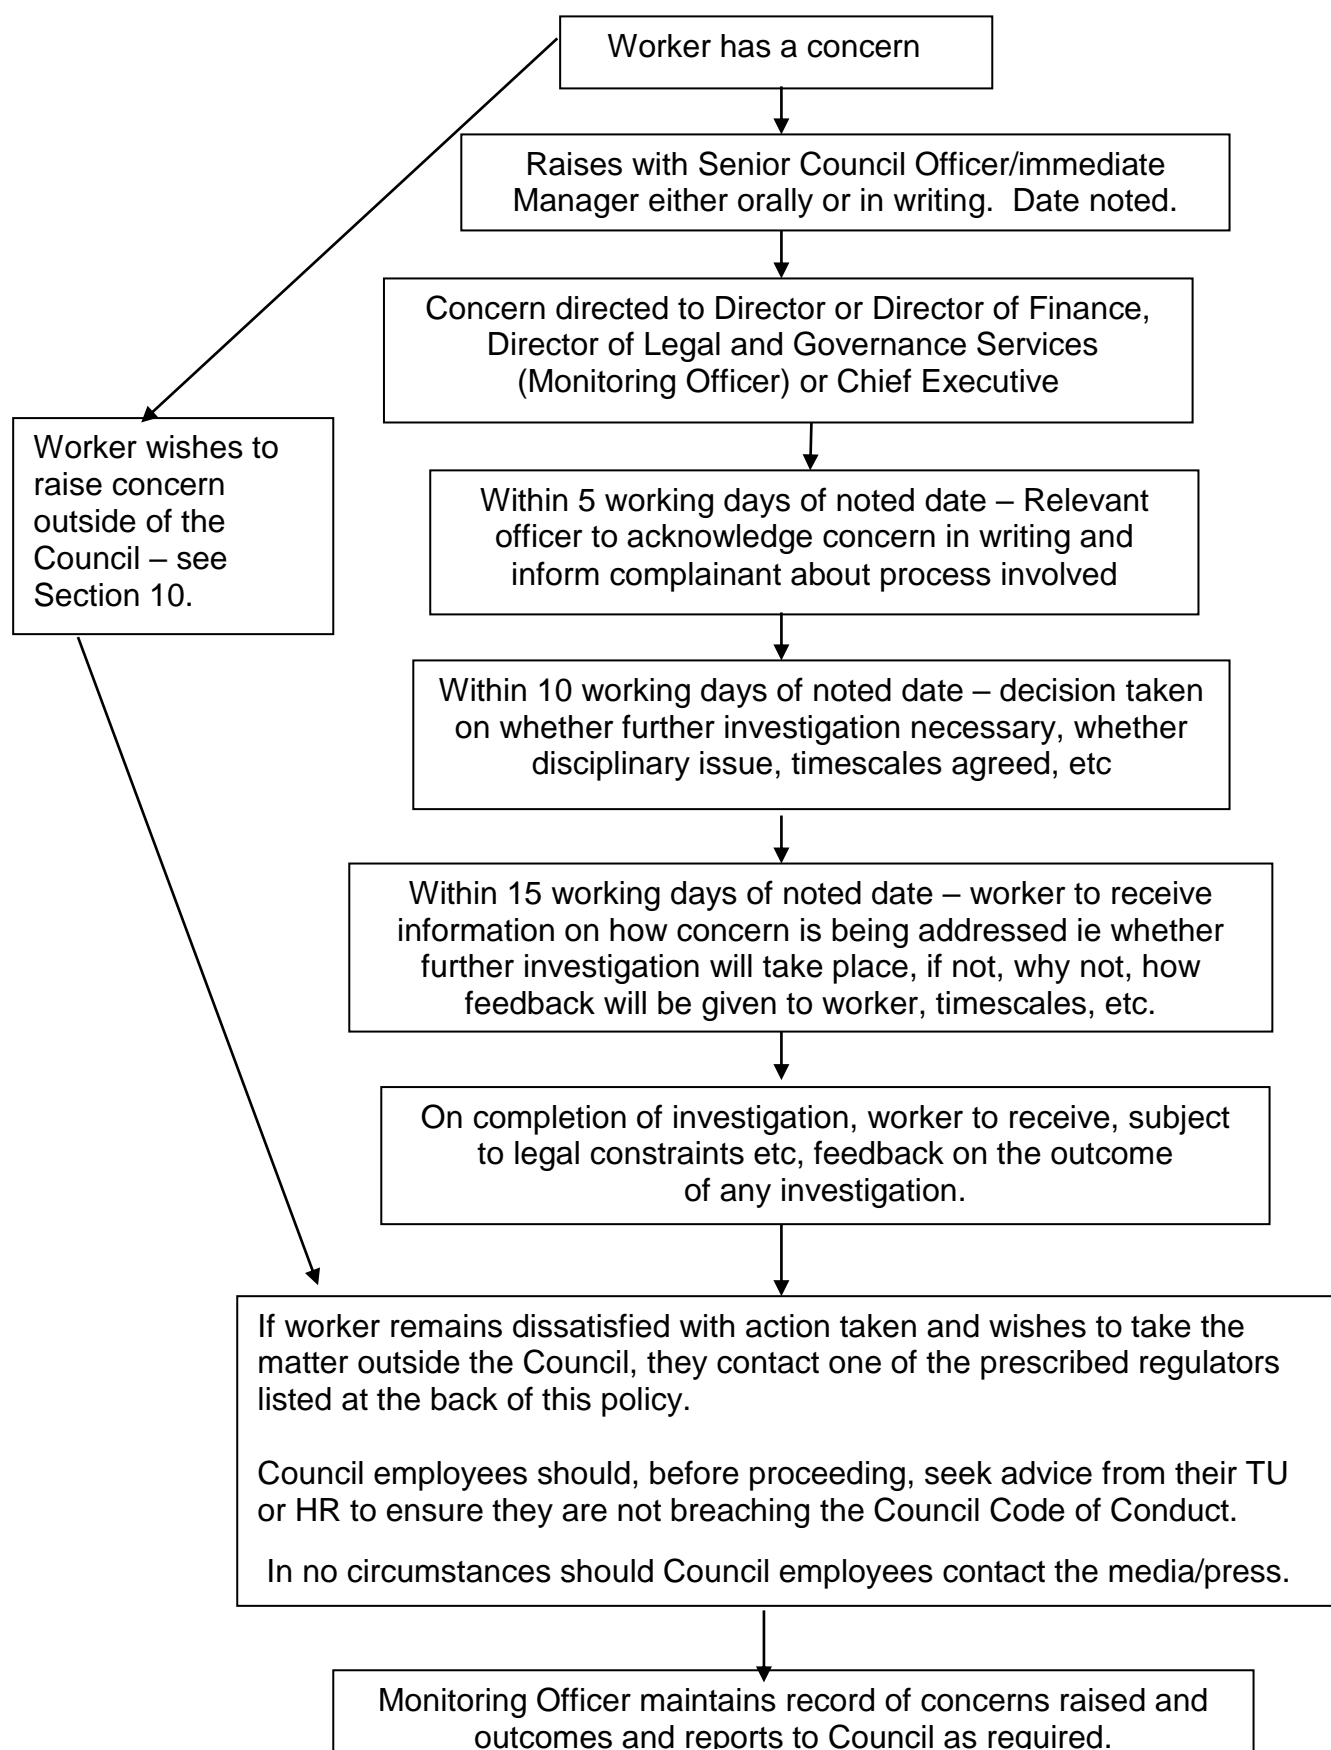 Worker has a concern
Raises with Senior Council Officer/immediate
Manager either orally or in writing.  Date noted.
Concern directed to Director or Director of Finance,
Director of Legal and Governance Services
(Monitoring Officer) or Chief Executive
Worker wishes to
raise concern
outside of the
Council – see
Section 10.
Within 5 working days of noted date – Relevant
officer to acknowledge concern in writing and
inform complainant about process involved
Within 10 working days of noted date – decision taken
on whether further investigation necessary, whether
disciplinary issue, timescales agreed, etc
Within 15 working days of noted date – worker to receive
information on how concern is being addressed ie whether
further investigation will take place, if not, why not, how
feedback will be given to worker, timescales, etc.
On completion of investigation, worker to receive, subject
to legal constraints etc, feedback on the outcome
of any investigation.
If worker remains dissatisfied with action taken and wishes to take the
matter outside the Council, they contact one of the prescribed regulators
listed at the back of this policy.
Council employees should, before proceeding, seek advice from their TU
or HR to ensure they are not breaching the Council Code of Conduct.
In no circumstances should Council employees contact the media/press.
Monitoring Officer maintains record of concerns raised and
outcomes and reports to Council as required.